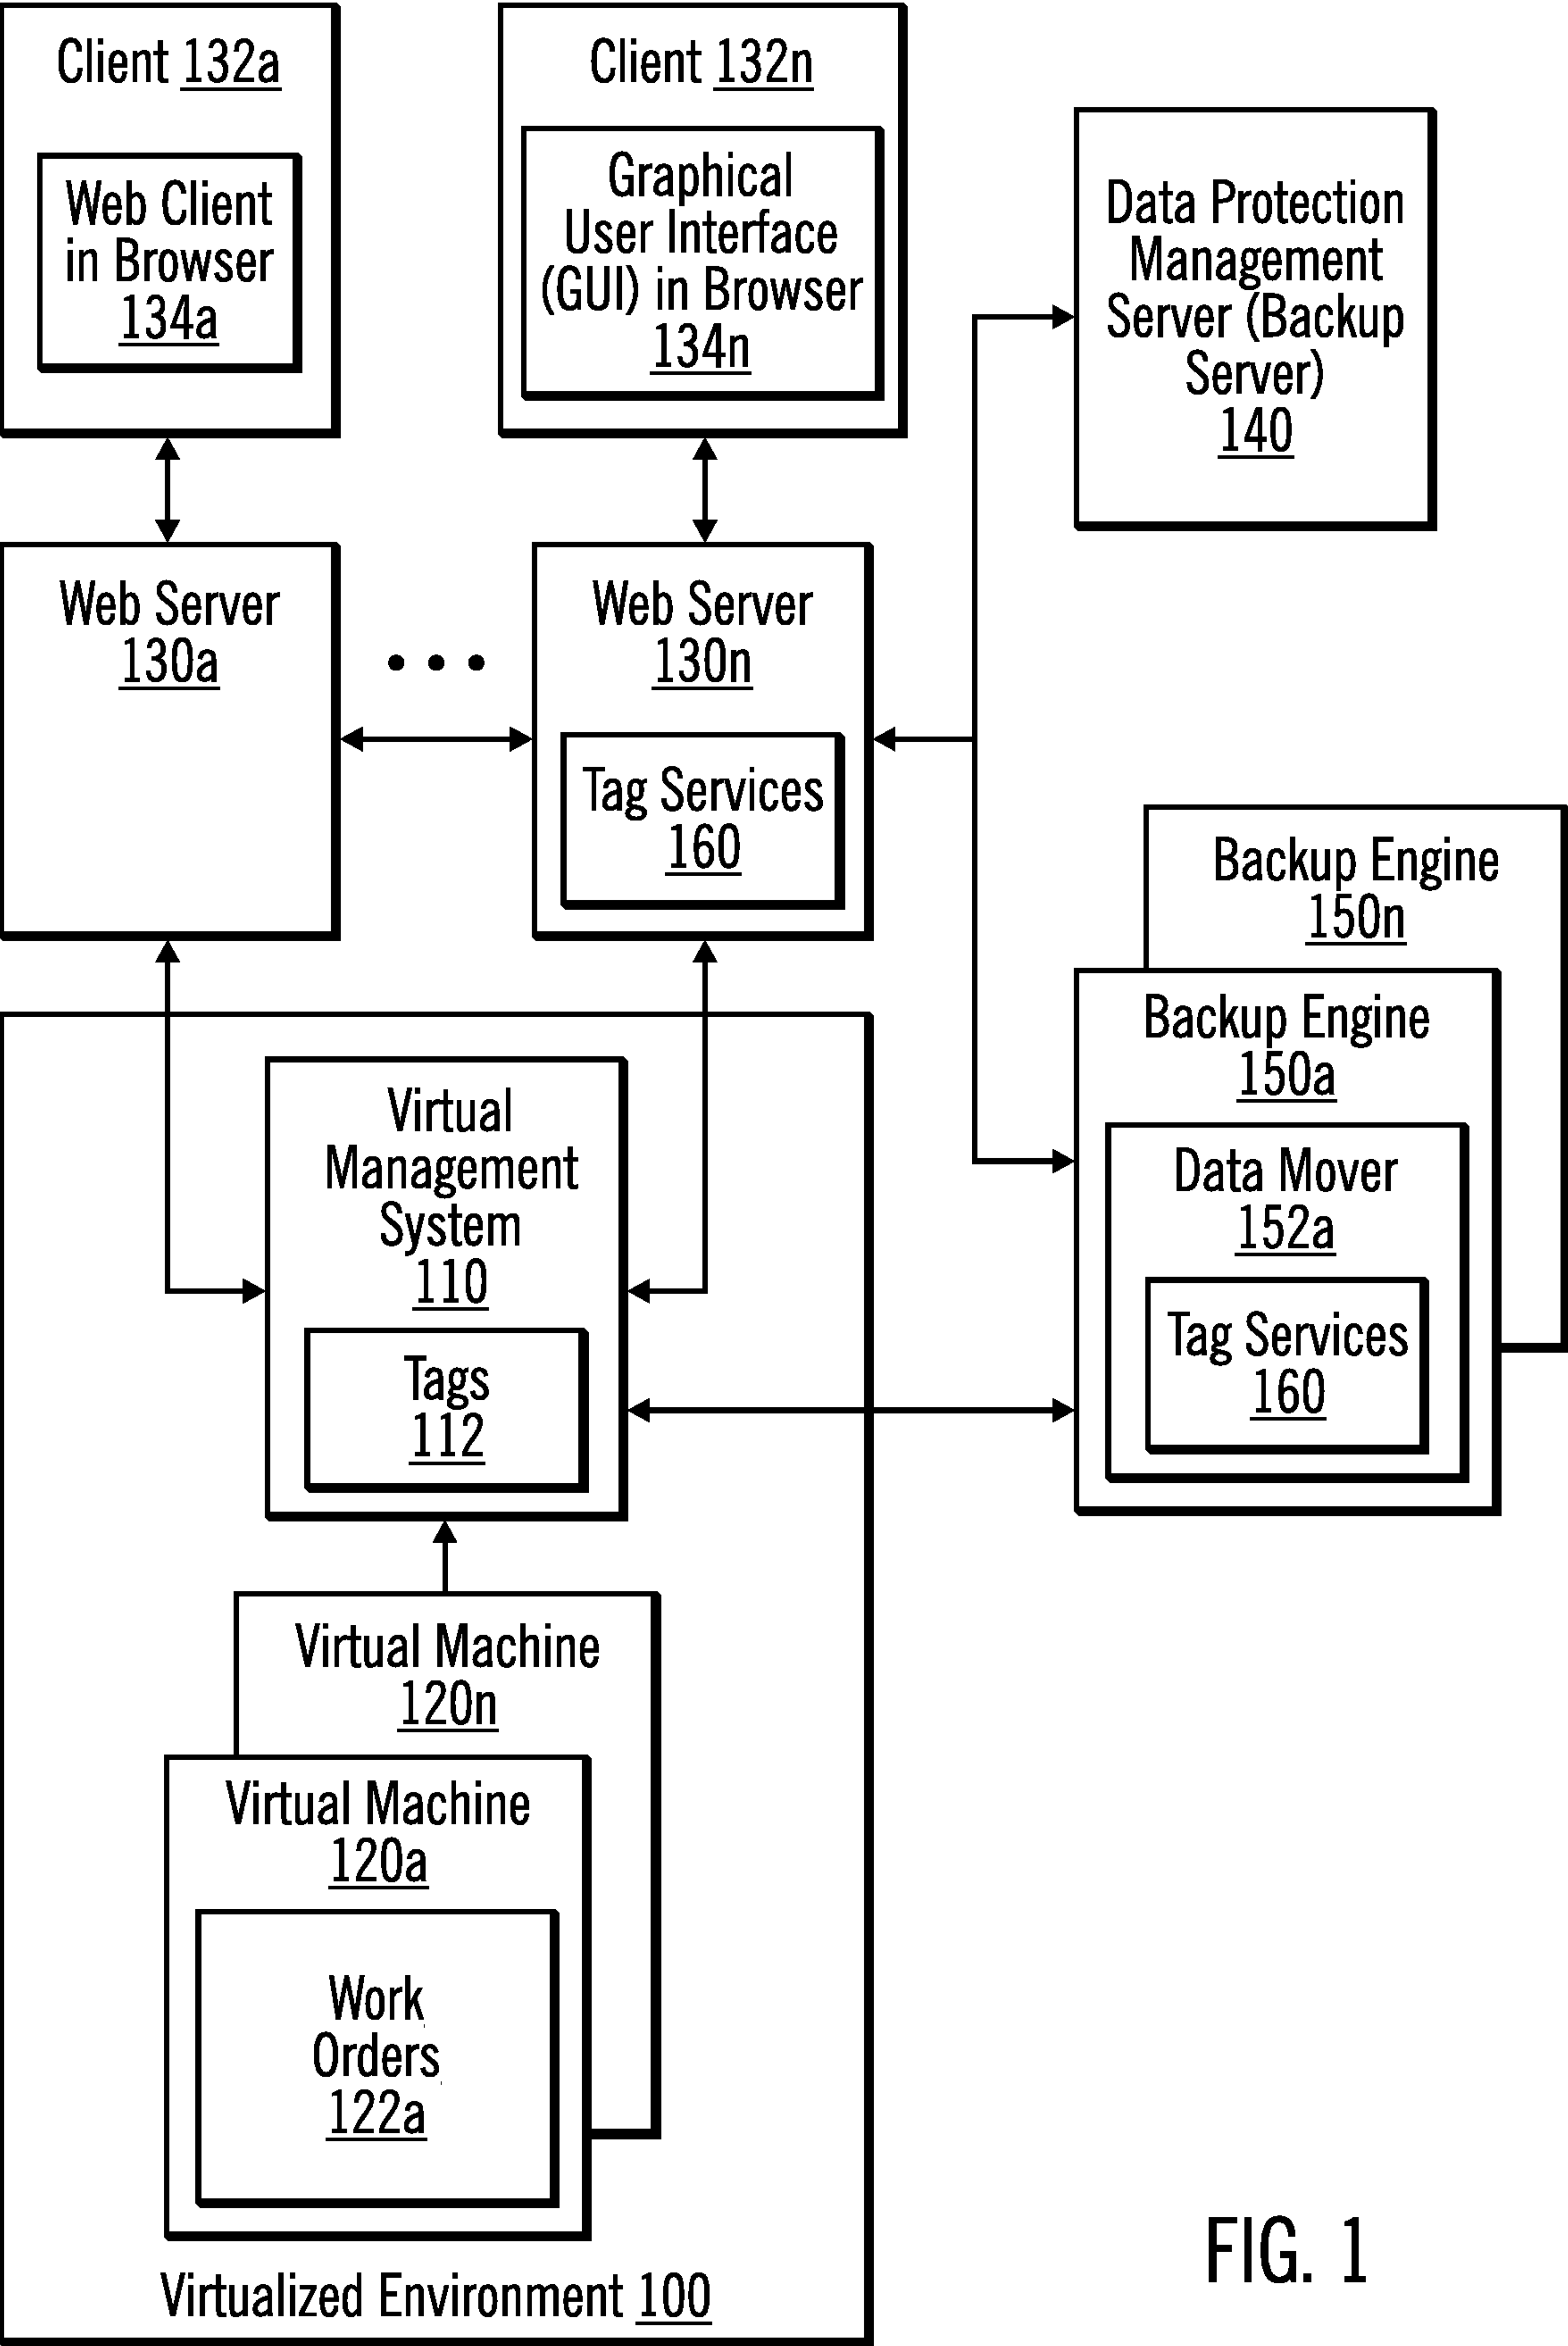 Client 132a
Web Client
in Browser
134a
Client 132n
Graphical
User Interface
(GUI) in Browser
134n
Data Protection
Management
Server (Backup
Server)
140
Web Server
130a
Web Server
130n
Tag Services
160
Backup Engine
150n
Backup Engine
150a
Data Mover
152a
Tag Services
160
Virtual
Management
System
110
Tags
112
Virtual Machine
120n
Virtual Machine
120a
Work
Orders
122a
Virtualized Environment 100
FIG. 1